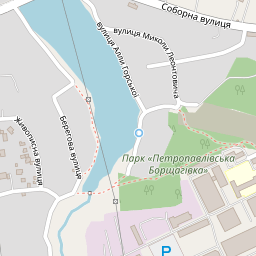 Соборна вулиця
вулиця Миколи Леонтовича
вулиця Алли Горської
Берегова вулиця
Живописна вулиця
Парк «Петропавлівська
Борщагівка»
P